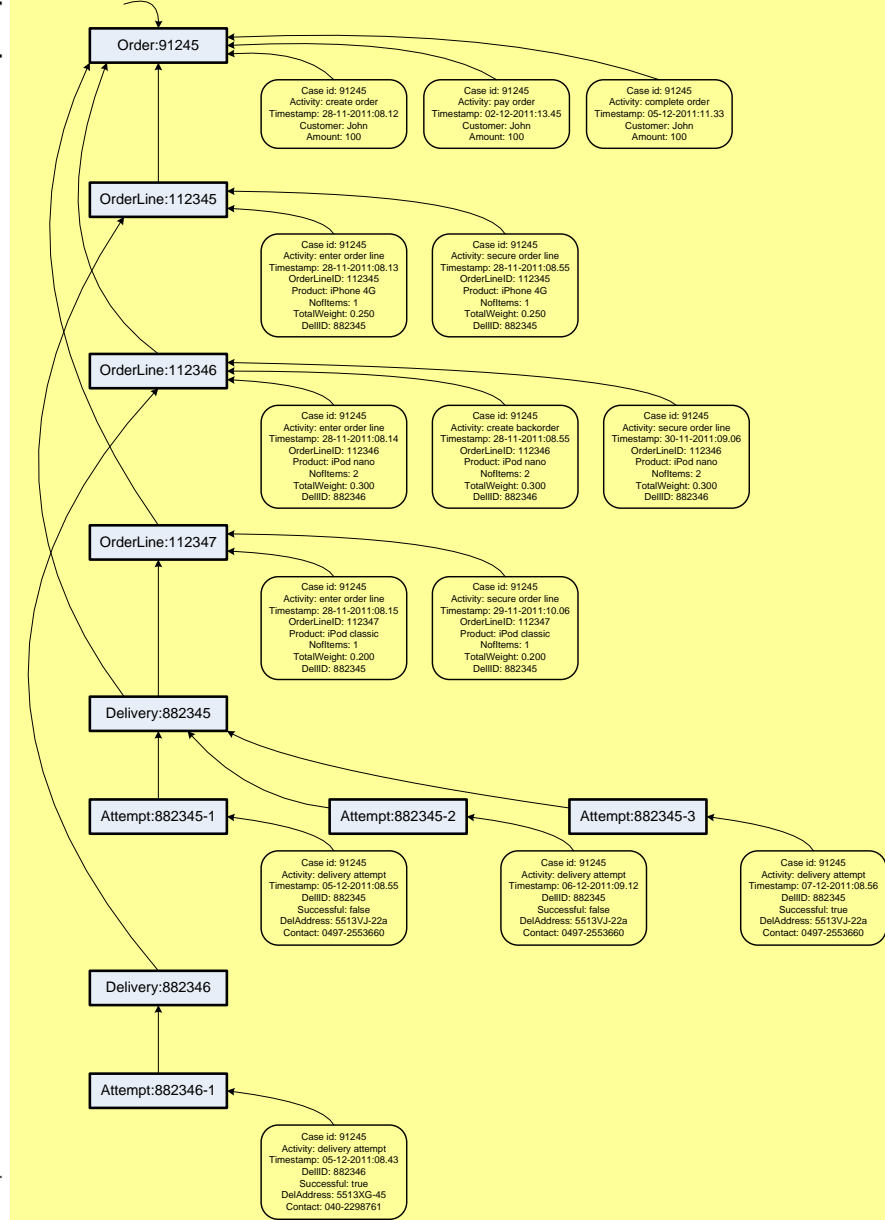 Order:91245
Case id: 91245
Activity: create order
Timestamp: 28-11-2011:08.12
Customer: John
Amount: 100
Case id: 91245
Activity: pay order
Timestamp: 02-12-2011:13.45
Customer: John
Amount: 100
Case id: 91245
Activity: complete order
Timestamp: 05-12-2011:11.33
Customer: John
Amount: 100
OrderLine:112345
Case id: 91245
Activity: enter order line
Timestamp: 28-11-2011:08.13
OrderLineID: 112345
Product: iPhone 4G
NofItems: 1
TotalWeight: 0.250
DellID: 882345
Case id: 91245
Activity: secure order line
Timestamp: 28-11-2011:08.55
OrderLineID: 112345
Product: iPhone 4G
NofItems: 1
TotalWeight: 0.250
DellID: 882345
OrderLine:112346
Case id: 91245
Activity: enter order line
Timestamp: 28-11-2011:08.14
OrderLineID: 112346
Product: iPod nano
NofItems: 2
TotalWeight: 0.300
DellID: 882346
Case id: 91245
Activity: create backorder
Timestamp: 28-11-2011:08.55
OrderLineID: 112346
Product: iPod nano
NofItems: 2
TotalWeight: 0.300
DellID: 882346
Case id: 91245
Activity: secure order line
Timestamp: 30-11-2011:09.06
OrderLineID: 112346
Product: iPod nano
NofItems: 2
TotalWeight: 0.300
DellID: 882346
OrderLine:112347
Case id: 91245
Activity: enter order line
Timestamp: 28-11-2011:08.15
OrderLineID: 112347
Product: iPod classic
NofItems: 1
TotalWeight: 0.200
DellID: 882345
Case id: 91245
Activity: secure order line
Timestamp: 29-11-2011:10.06
OrderLineID: 112347
Product: iPod classic
NofItems: 1
TotalWeight: 0.200
DellID: 882345
Delivery:882345
Attempt:882345-1
Attempt:882345-2
Attempt:882345-3
Case id: 91245
Activity: delivery attempt
Timestamp: 05-12-2011:08.55
DellID: 882345
Successful: false
DelAddress: 5513VJ-22a
Contact: 0497-2553660
Case id: 91245
Activity: delivery attempt
Timestamp: 06-12-2011:09.12
DellID: 882345
Successful: false
DelAddress: 5513VJ-22a
Contact: 0497-2553660
Case id: 91245
Activity: delivery attempt
Timestamp: 07-12-2011:08.56
DellID: 882345
Successful: true
DelAddress: 5513VJ-22a
Contact: 0497-2553660
Delivery:882346
Attempt:882346-1
Case id: 91245
Activity: delivery attempt
Timestamp: 05-12-2011:08.43
DellID: 882346
Successful: true
DelAddress: 5513XG-45
Contact: 040-2298761